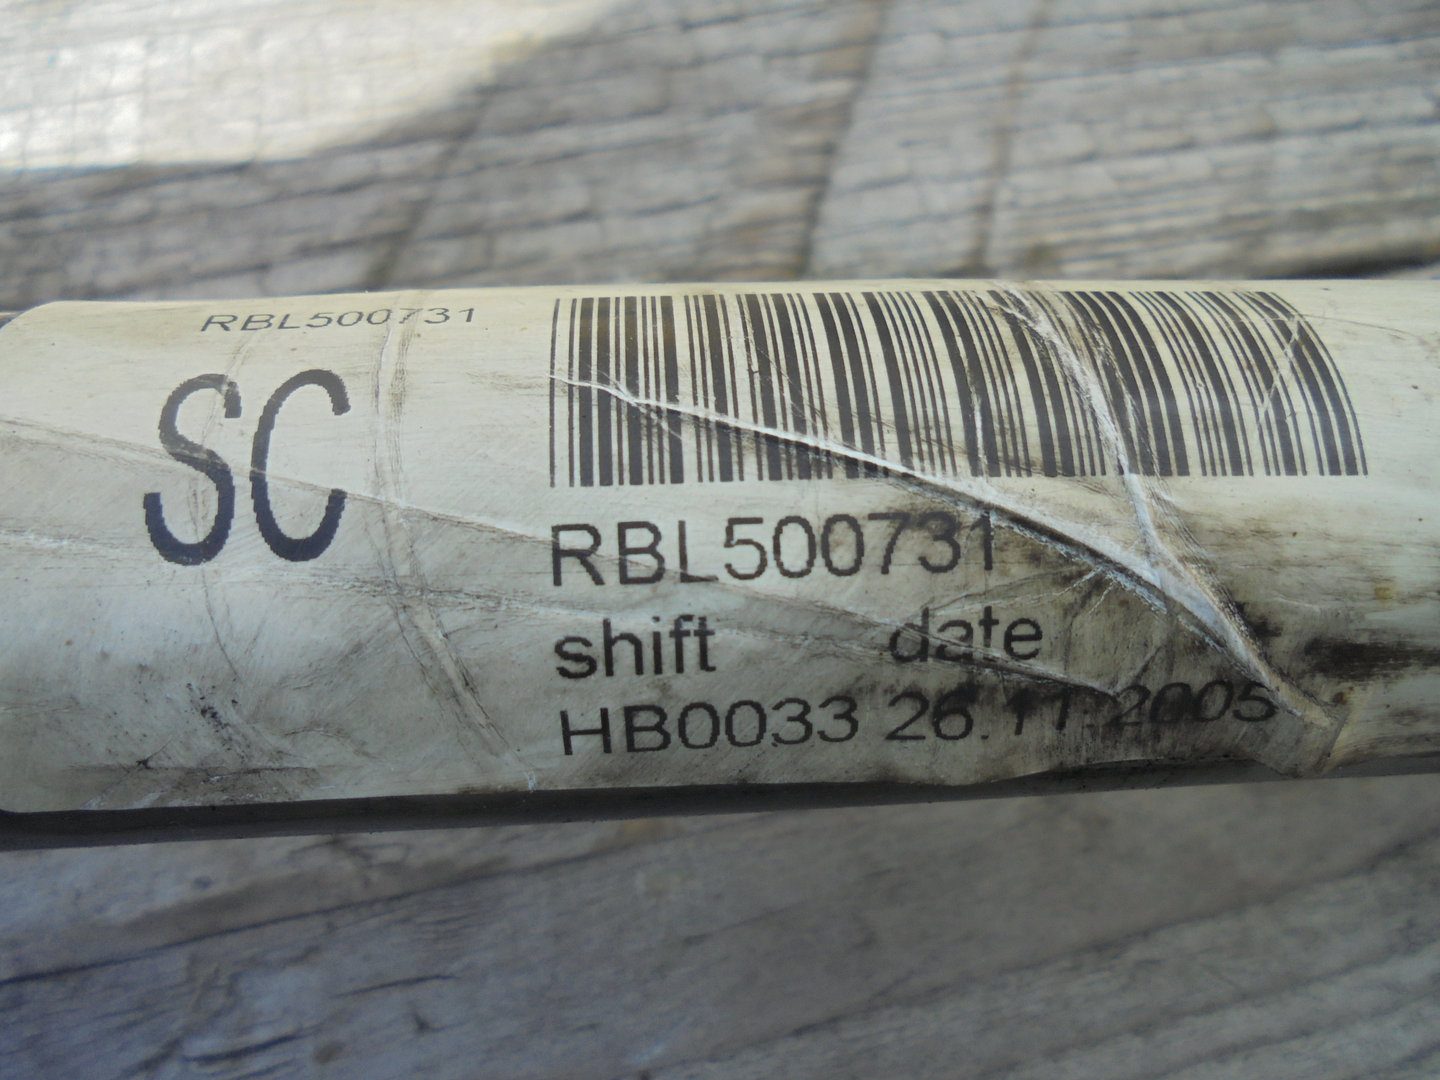 RBL500731
SC
RBL500731
shift date
HB0033 26.11.2005